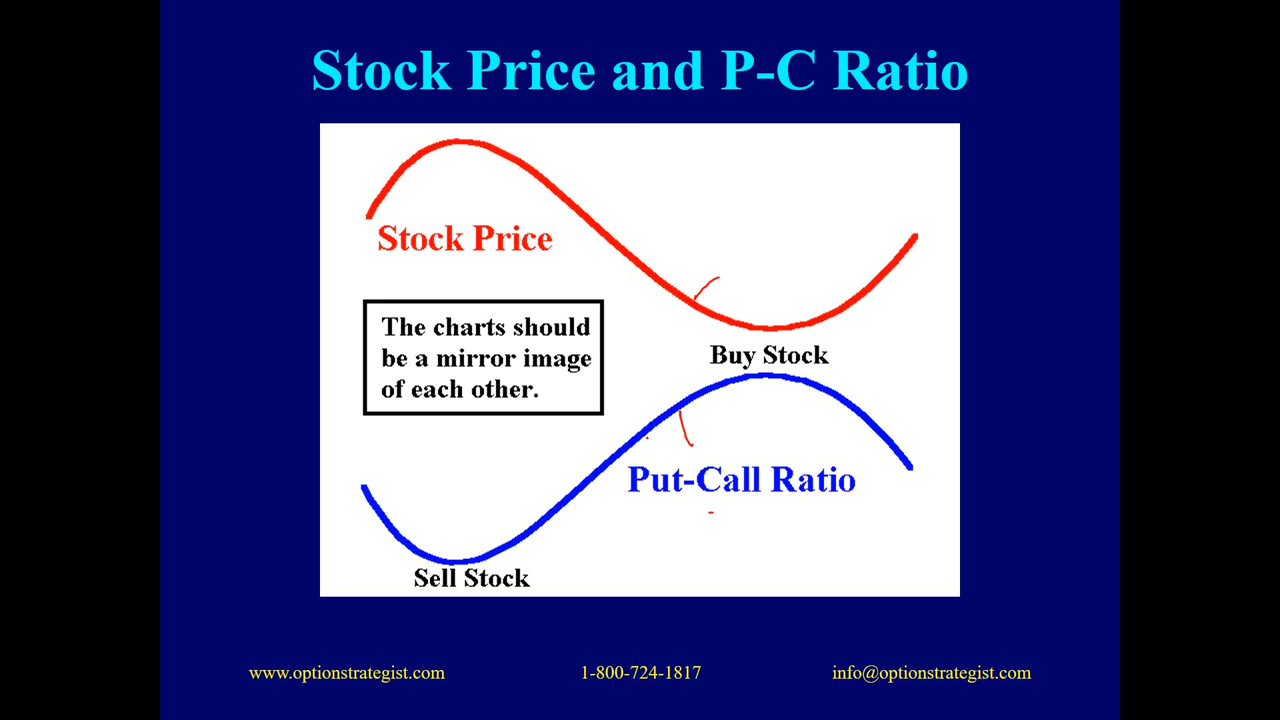 Stock Price and P-C Ratio
Stock Price
The charts should
be a mirror image
of each other.
Buy Stock
Put-Call Ratio
Sell Stock
www.optionstrategist.com 1-800-724-1817 info@optionstrategist.com